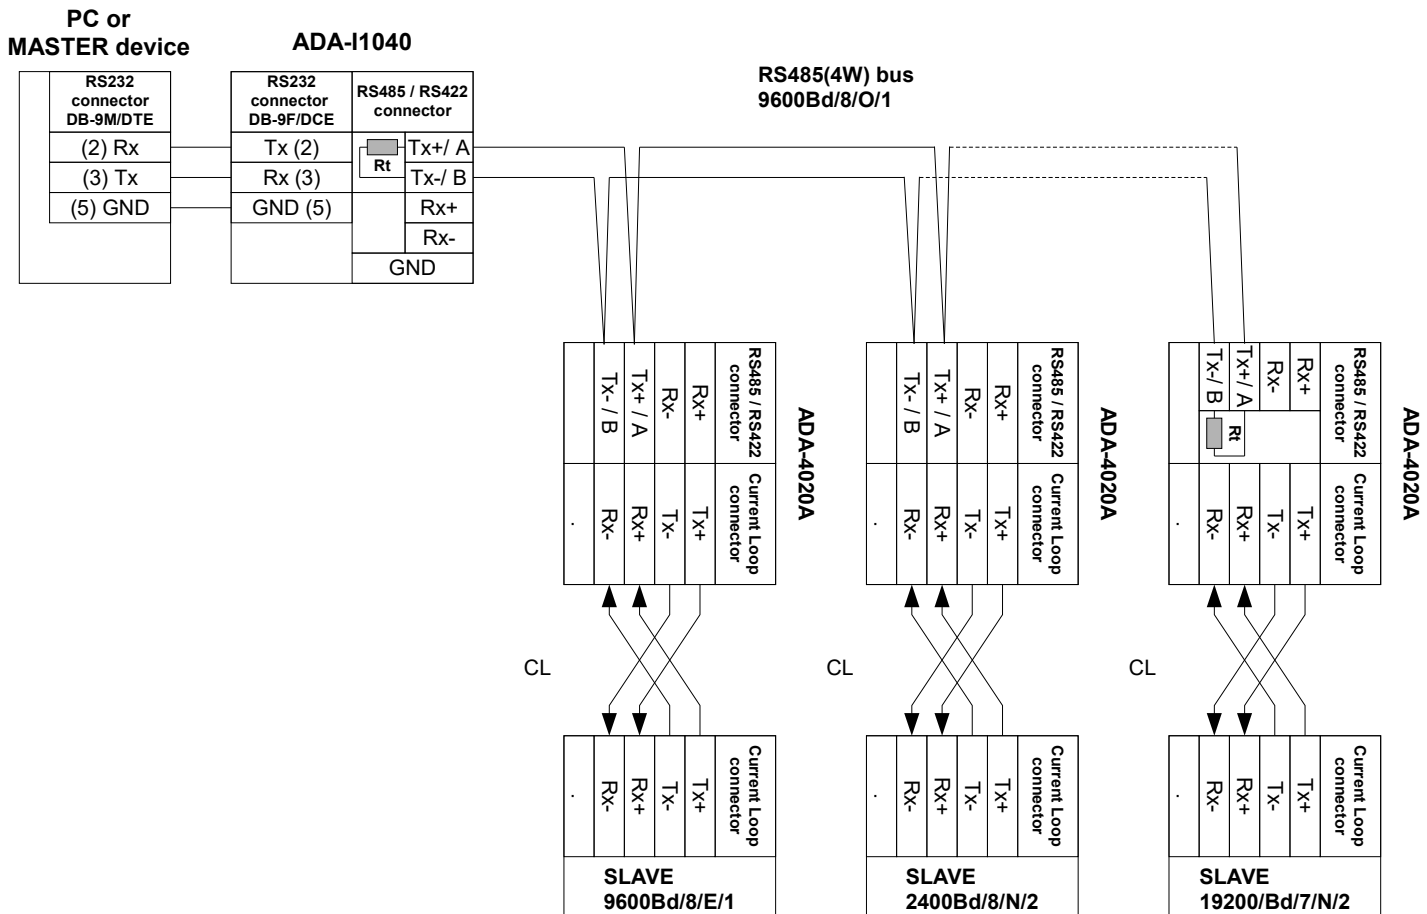 PC or
MASTER device
ADA-I1040
RS232
connector
DB-9M/DTE
(2) Rx
(3) Tx
(5) GND
RS232
connector
DB-9F/DCE
Tx (2)
Rx (3)
GND (5)
RS485 / RS422
connector
Rt
Tx+/ A
Tx-/ B
Rx+
Rx-
GND
RS485(4W) bus
9600Bd/8/O/1
Tx- / B
Tx+ / A
Rx-
Rx+
RS485 / RS422
connector
Rx-
Rx+
Tx-
Tx+
Current Loop
connector
.
ADA-4020A
CL
Rx-
Rx+
Tx-
Tx+
Current Loop
connector
.
SLAVE
9600Bd/8/E/1
Tx- / B
Tx+ / A
Rx-
Rx+
RS485 / RS422
connector
Rx-
Rx+
Tx-
Tx+
Current Loop
connector
.
ADA-4020A
CL
Rx-
Rx+
Tx-
Tx+
Current Loop
connector
.
SLAVE
2400Bd/8/N/2
Tx-/ B
Tx+/ A
Rx-
Rx+
RS485 / RS422
connector
Rt
Rx-
Rx+
Tx-
Tx+
Current Loop
connector
.
ADA-4020A
CL
Rx-
Rx+
Tx-
Tx+
Current Loop
connector
.
SLAVE
19200/Bd/7/N/2